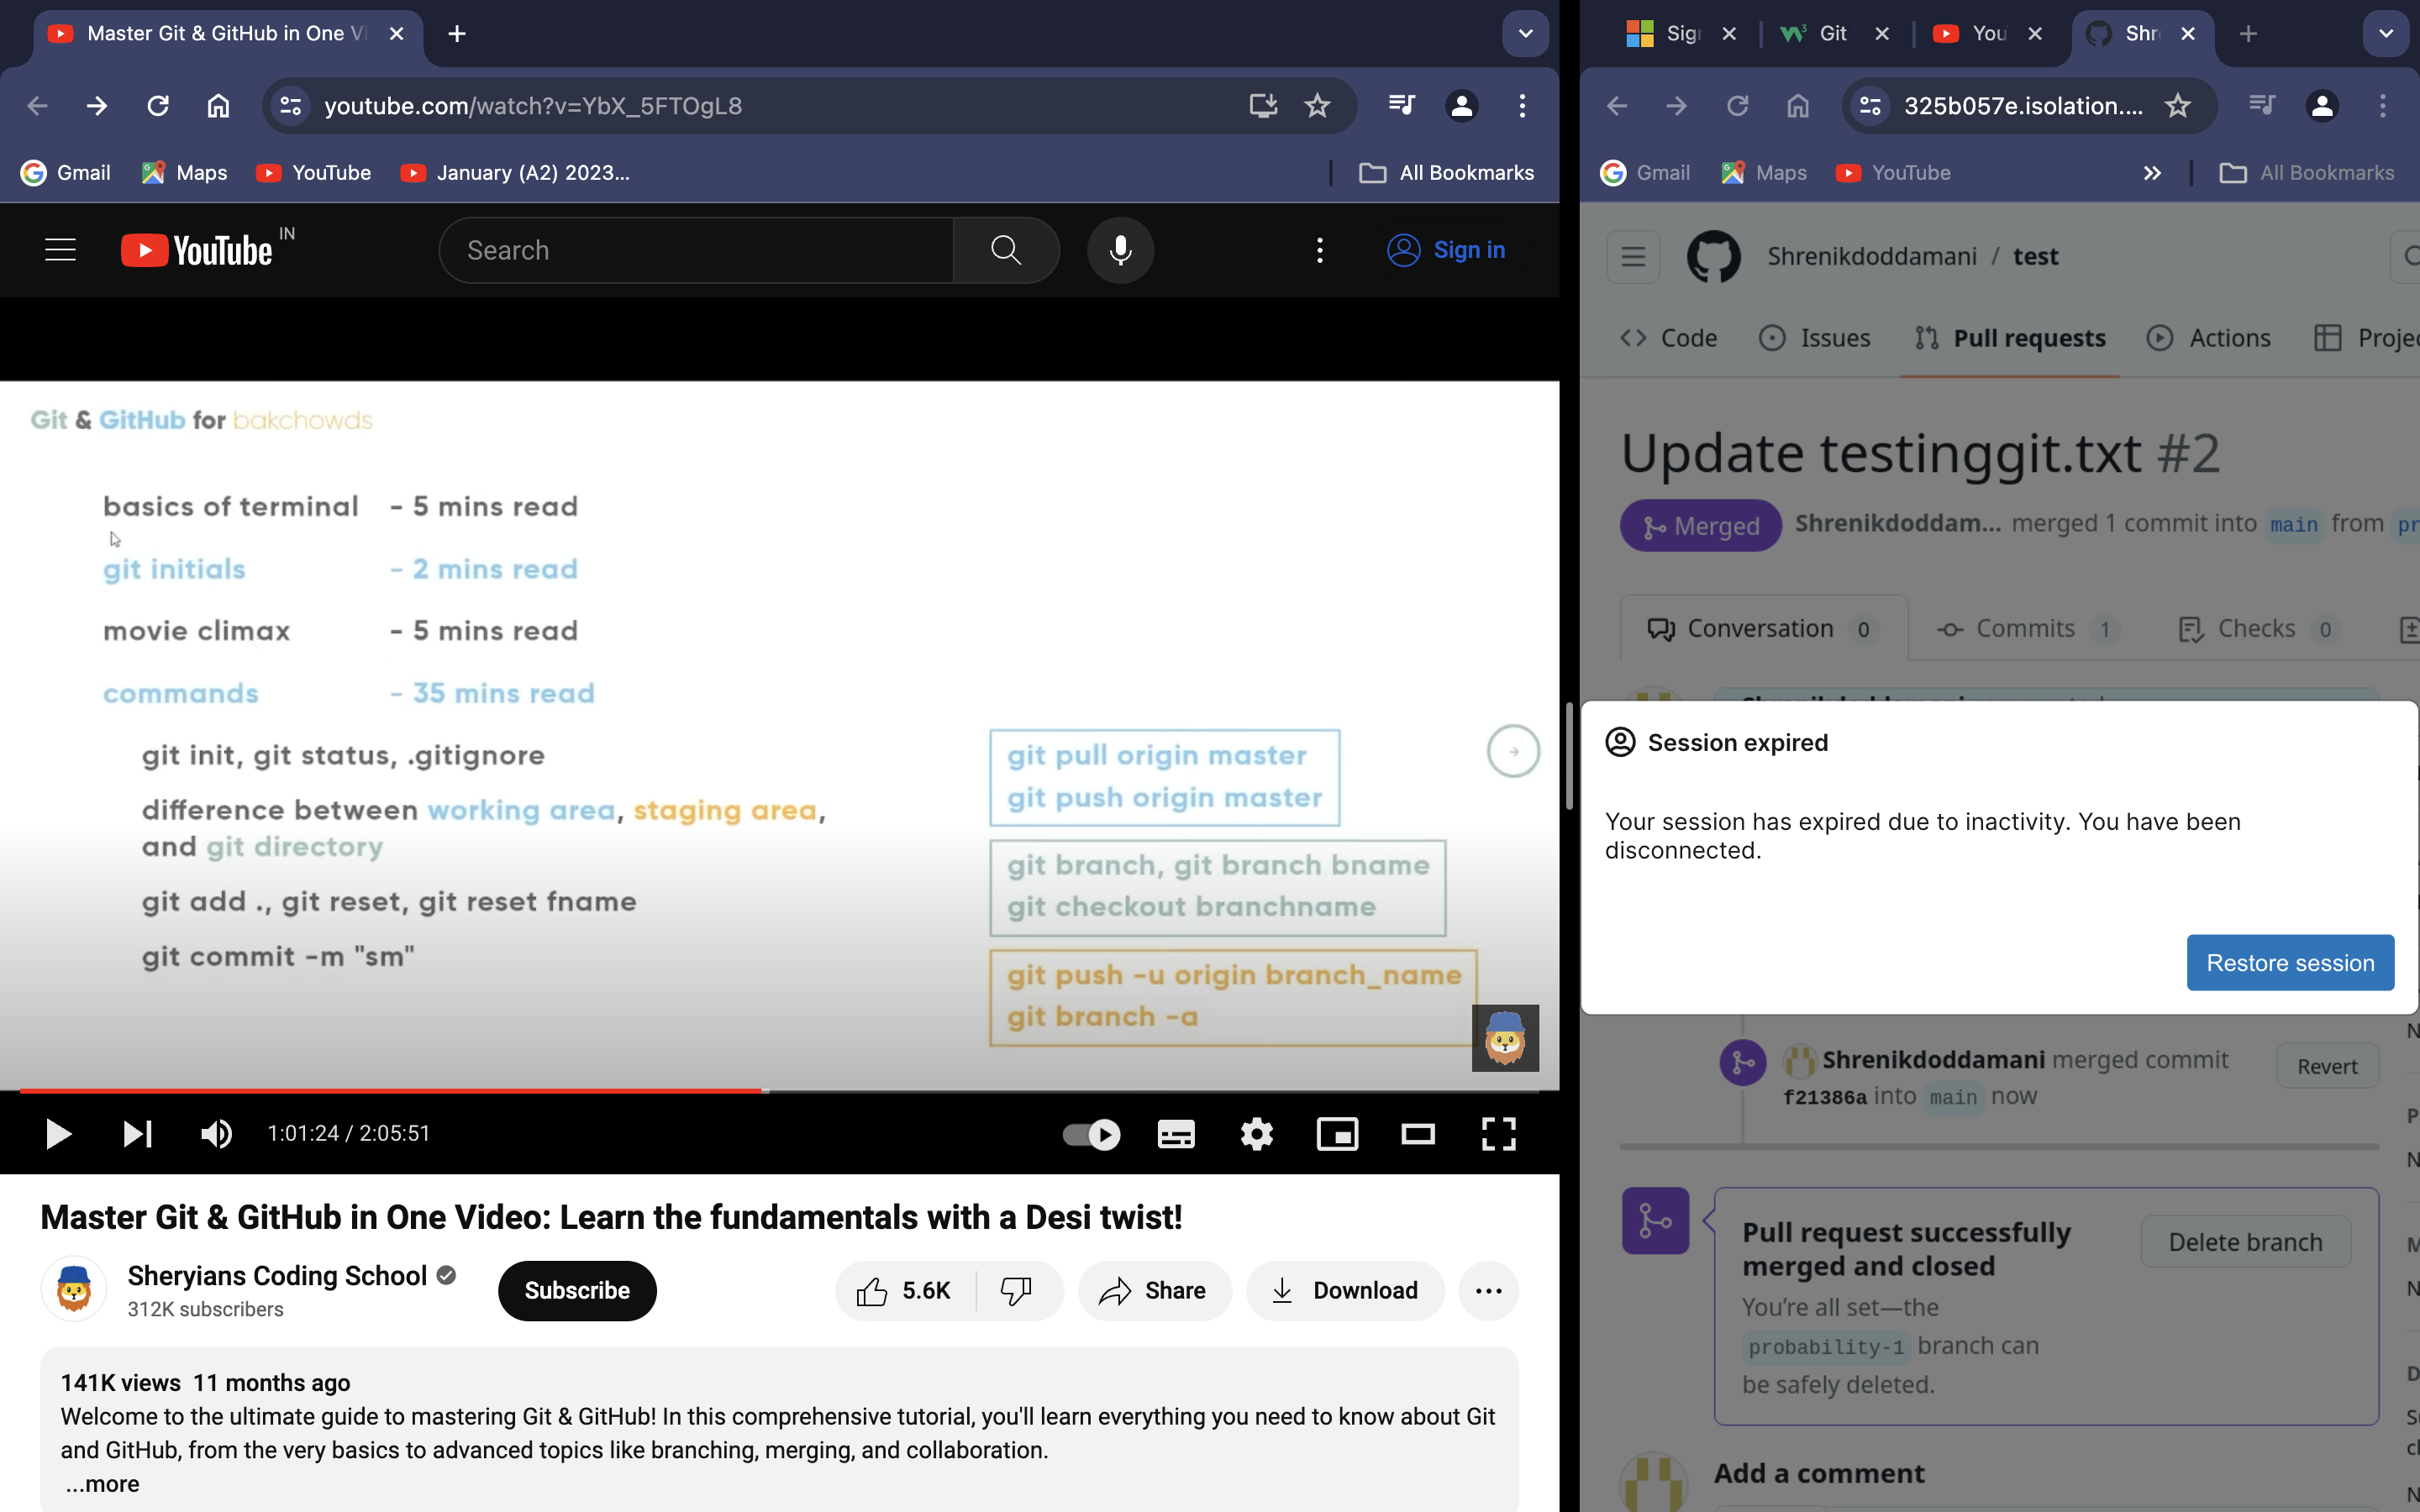 Master Git & GitHub in One Vi
youtube.com/watch?v=YbX_5FTOgL8
Gmail
Maps
YouTube
January (A2) 2023...
All Bookmarks
YouTube IN
Search
Sign in
Git & GitHub for bakchowds
basics of terminal - 5 mins read
git initials - 2 mins read
movie climax - 5 mins read
commands - 35 mins read
git init, git status, .gitignore
difference between working area, staging area,
and git directory
git add ., git reset, git reset fname
git commit -m "sm"
git pull origin master
git push origin master
git branch, git branch bname
git checkout branchname
git push -u origin branch_name
git branch -a
1:01:24 / 2:05:51
Master Git & GitHub in One Video: Learn the fundamentals with a Desi twist!
Sheryians Coding School
312K subscribers
Subscribe
5.6K
Share
Download
141K views 11 months ago
Welcome to the ultimate guide to mastering Git & GitHub! In this comprehensive tutorial, you'll learn everything you need to know about Git
and GitHub, from the very basics to advanced topics like branching, merging, and collaboration.
...more
Sig
Git
You
Shr
325b057e.isolation....
Gmail
Maps
YouTube
All Bookmarks
Shrenikdoddamani / test
Code
Issues
Pull requests
Actions
Projec
Update testinggit.txt #2
Merged
Shrenikdoddam... merged 1 commit into main from pr
Conversation 0
Commits 1
Checks 0
Session expired
Your session has expired due to inactivity. You have been
disconnected.
Restore session
Shrenikdoddamani merged commit
f21386a into main now
Revert
Pull request successfully
merged and closed
You're all set—the
probability-1 branch can
be safely deleted.
Delete branch
Add a comment